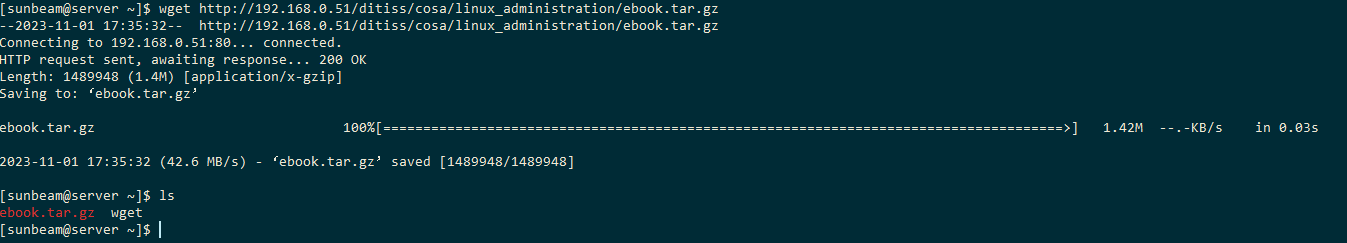 [sunbeam@server ~]$ wget http://192.168.0.51/ditiss/cosa/linux_administration/ebook.tar.gz
--2023-11-01 17:35:32--  http://192.168.0.51/ditiss/cosa/linux_administration/ebook.tar.gz
Connecting to 192.168.0.51:80... connected.
HTTP request sent, awaiting response... 200 OK
Length: 1489948 (1.4M) [application/x-gzip]
Saving to: ‘ebook.tar.gz’
ebook.tar.gz                               100%[=====================================================================================>]   1.42M  --.-KB/s    in 0.03s
2023-11-01 17:35:32 (42.6 MB/s) - ‘ebook.tar.gz’ saved [1489948/1489948]
[sunbeam@server ~]$ ls
ebook.tar.gz  wget
[sunbeam@server ~]$